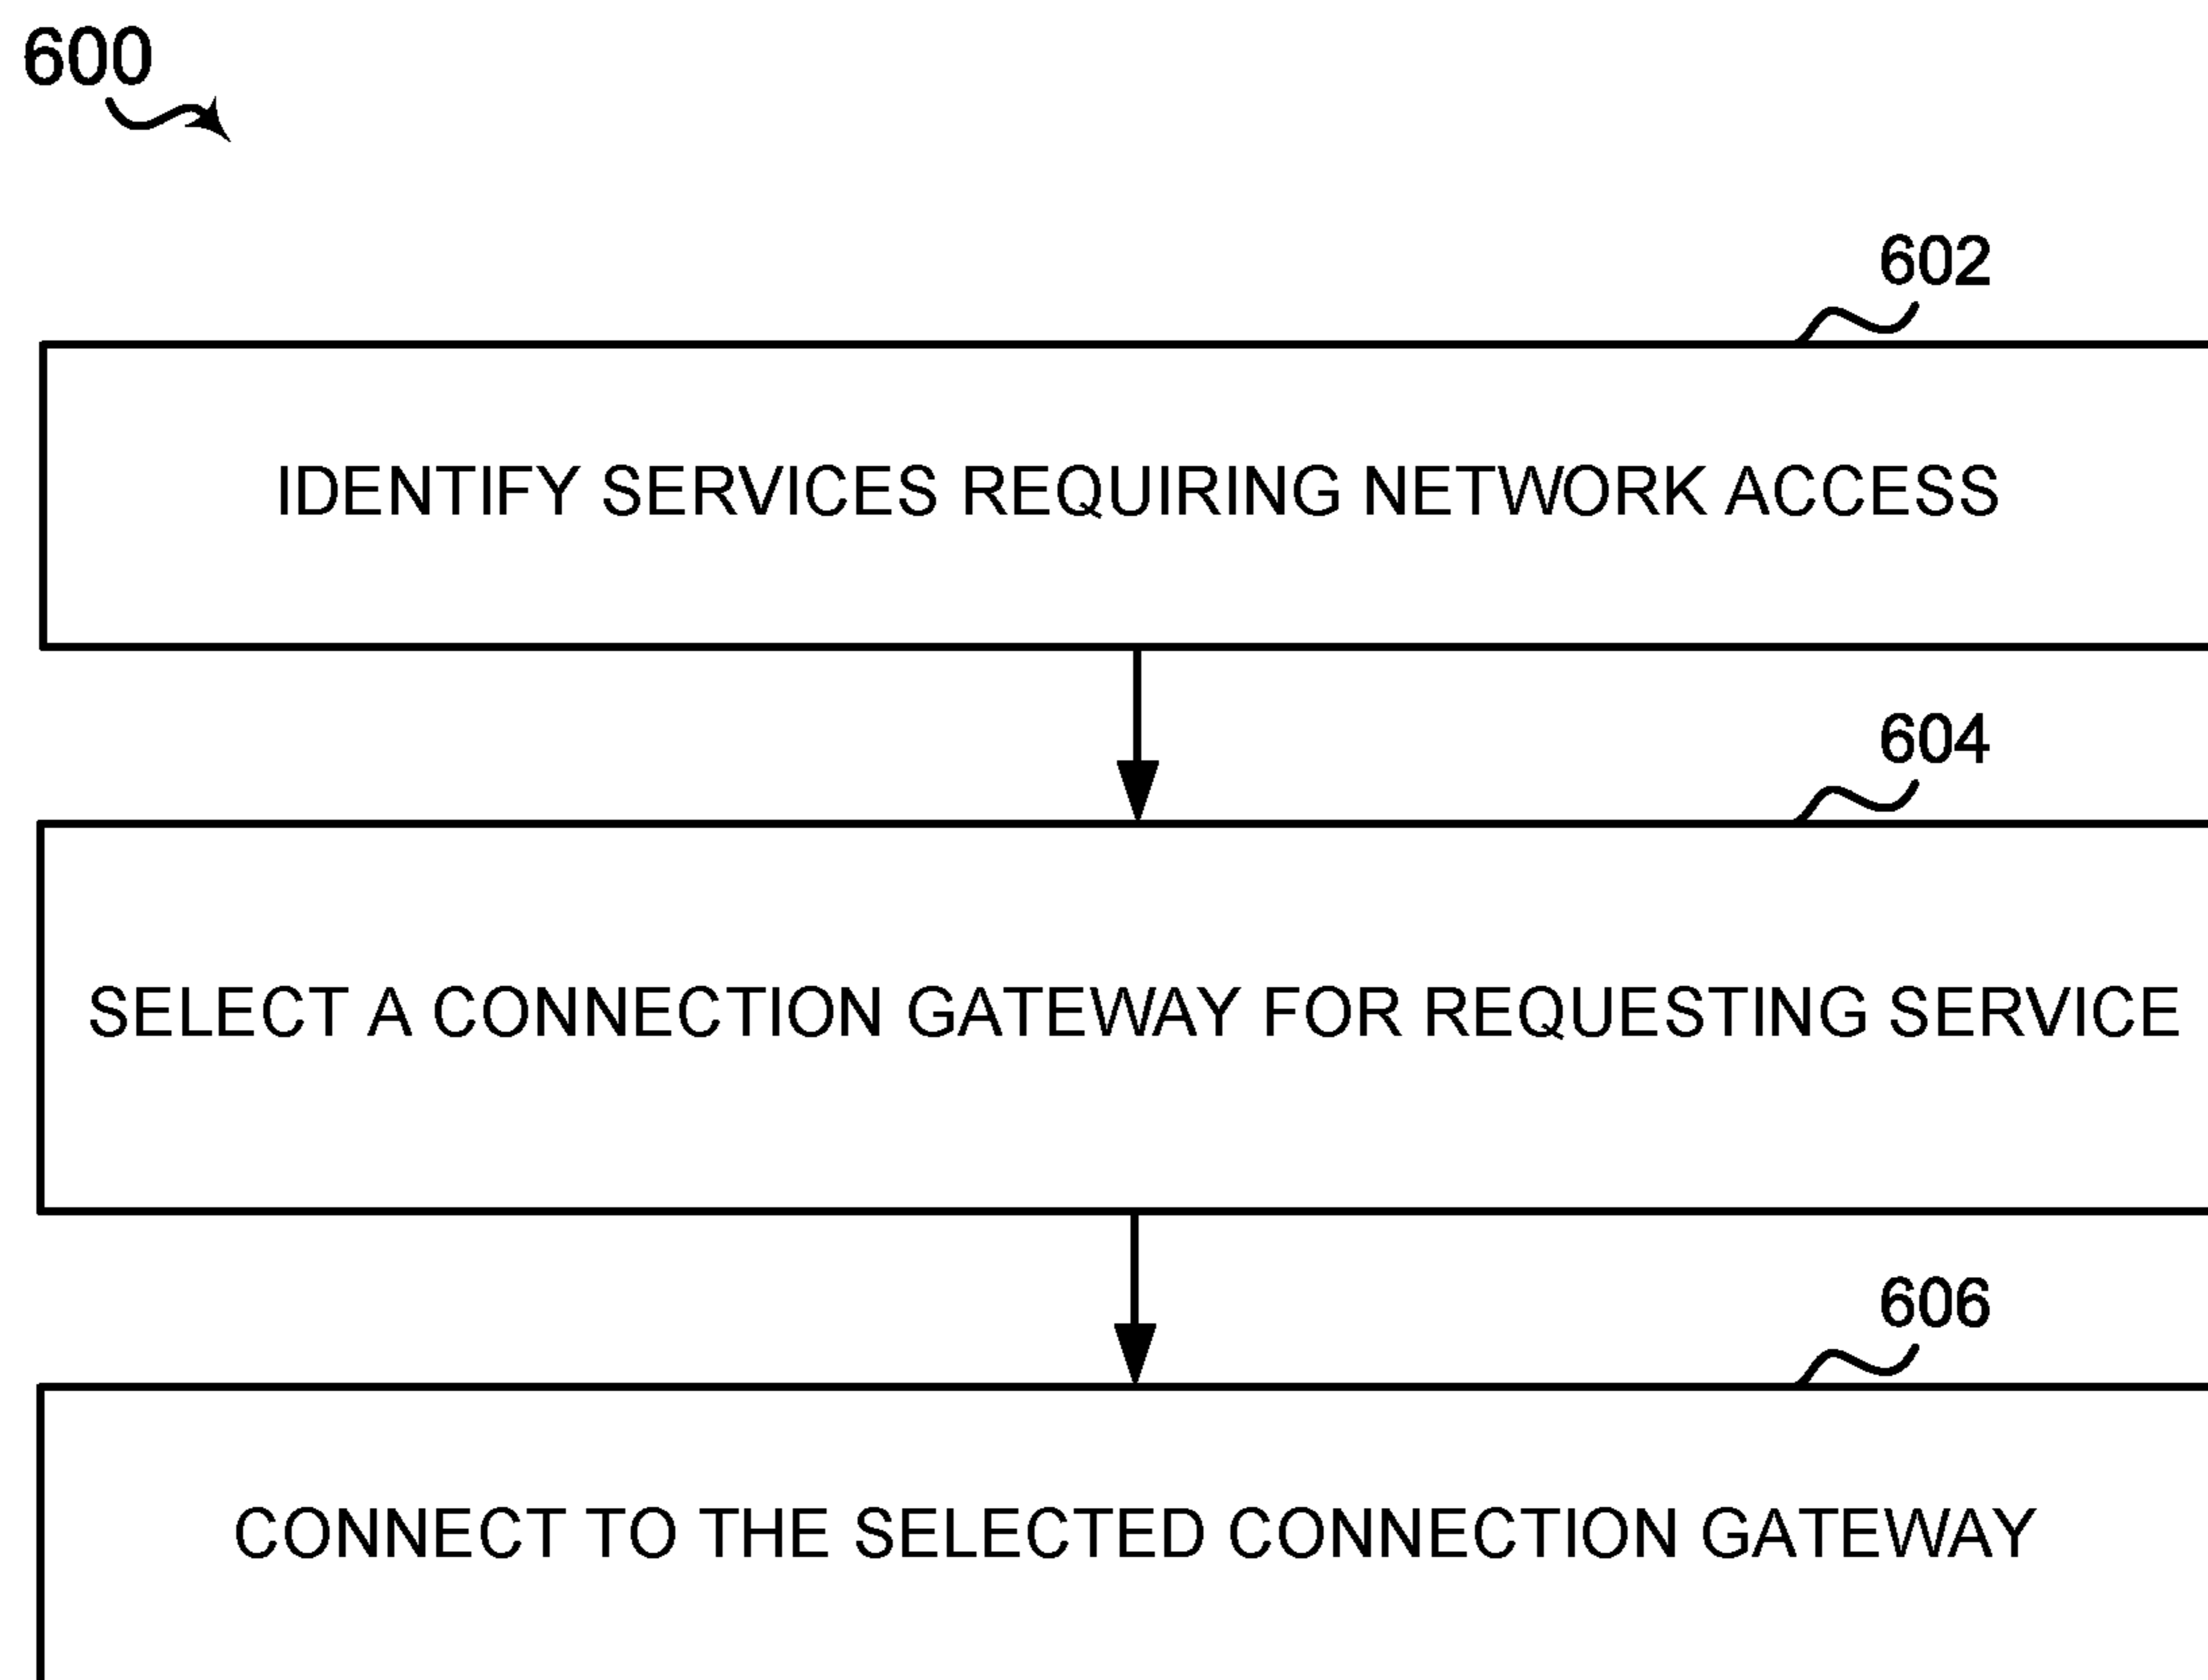 600
602
IDENTIFY SERVICES REQUIRING NETWORK ACCESS
604
SELECT A CONNECTION GATEWAY FOR REQUESTING SERVICE
606
CONNECT TO THE SELECTED CONNECTION GATEWAY